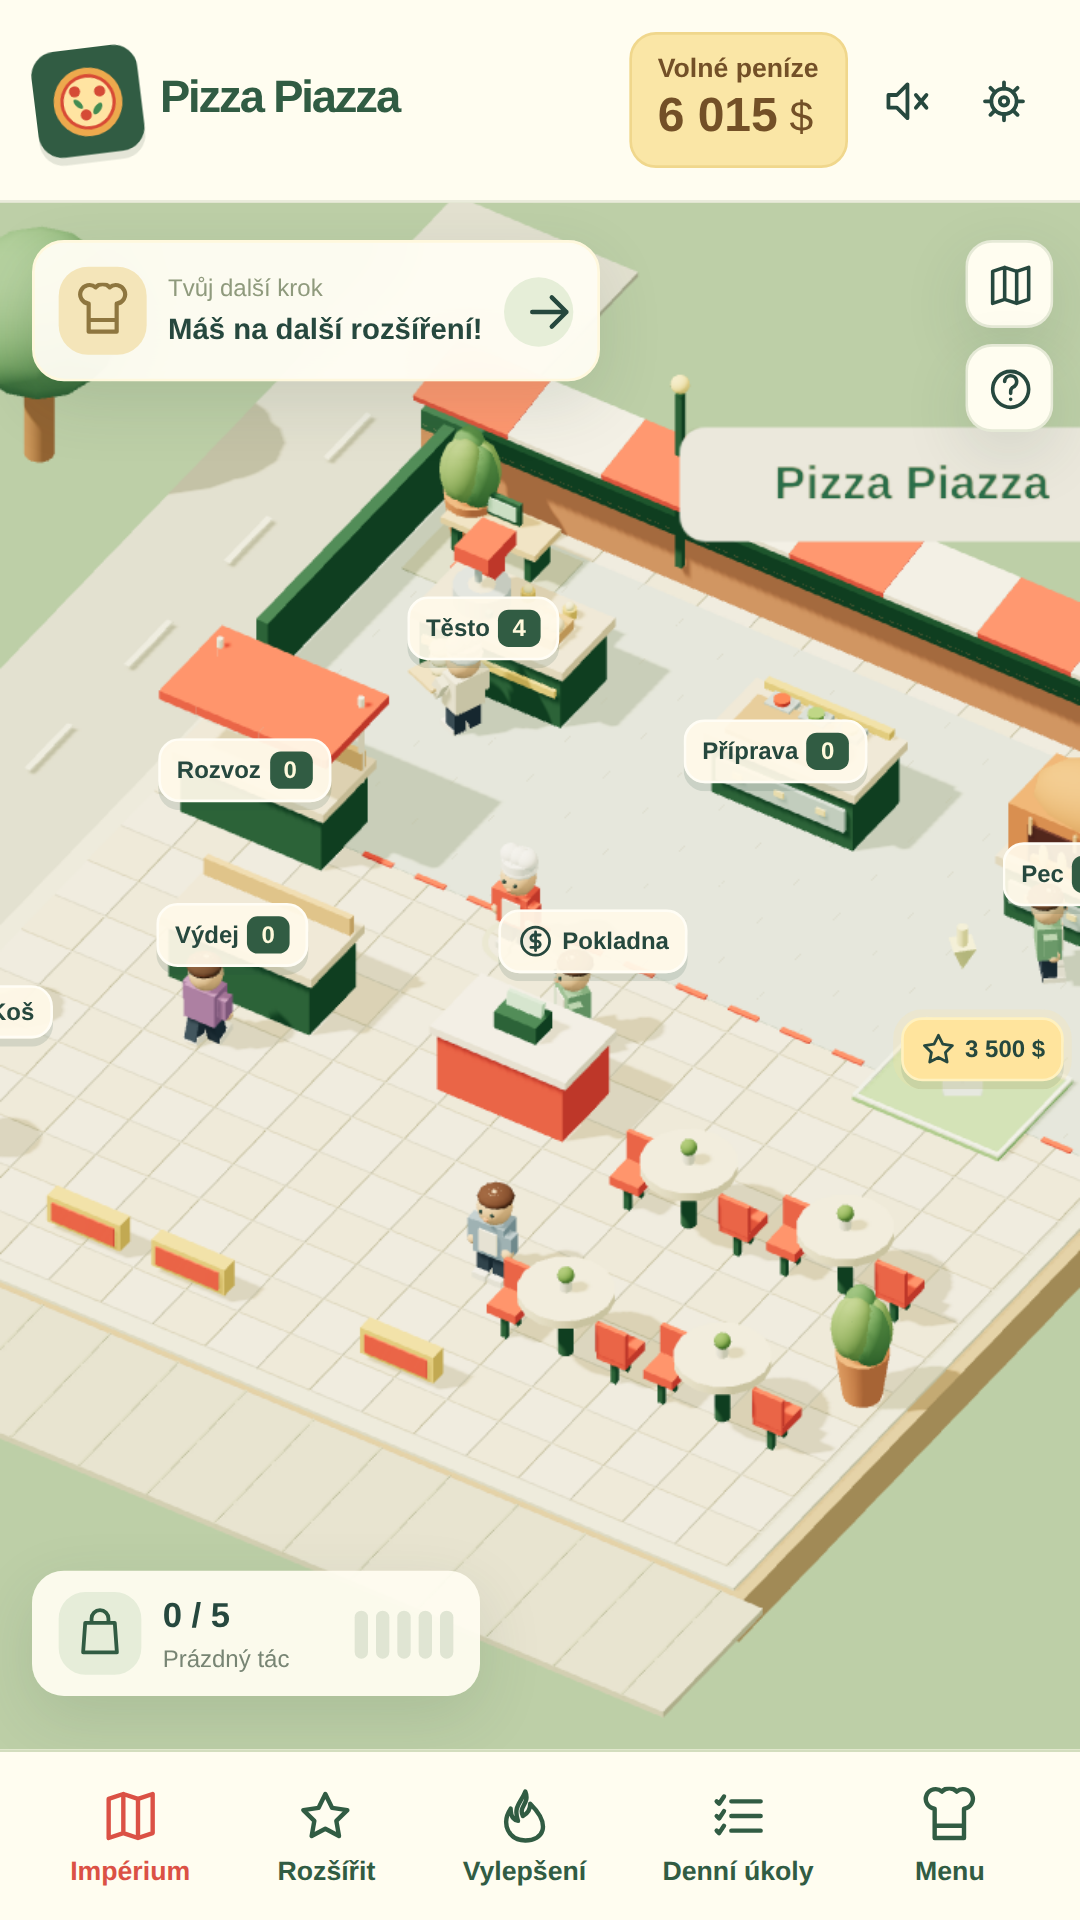 Pizza Piazza
Volné peníze
6 015 $
Tvůj další krok
Máš na další rozšíření!
Pizza Piazza
Těsto 4
Příprava 0
Rozvoz 0
Pec
Výdej 0
Pokladna
Koš
3 500 $
0 / 5
Prázdný tác
Impérium
Rozšířit
Vylepšení
Denní úkoly
Menu